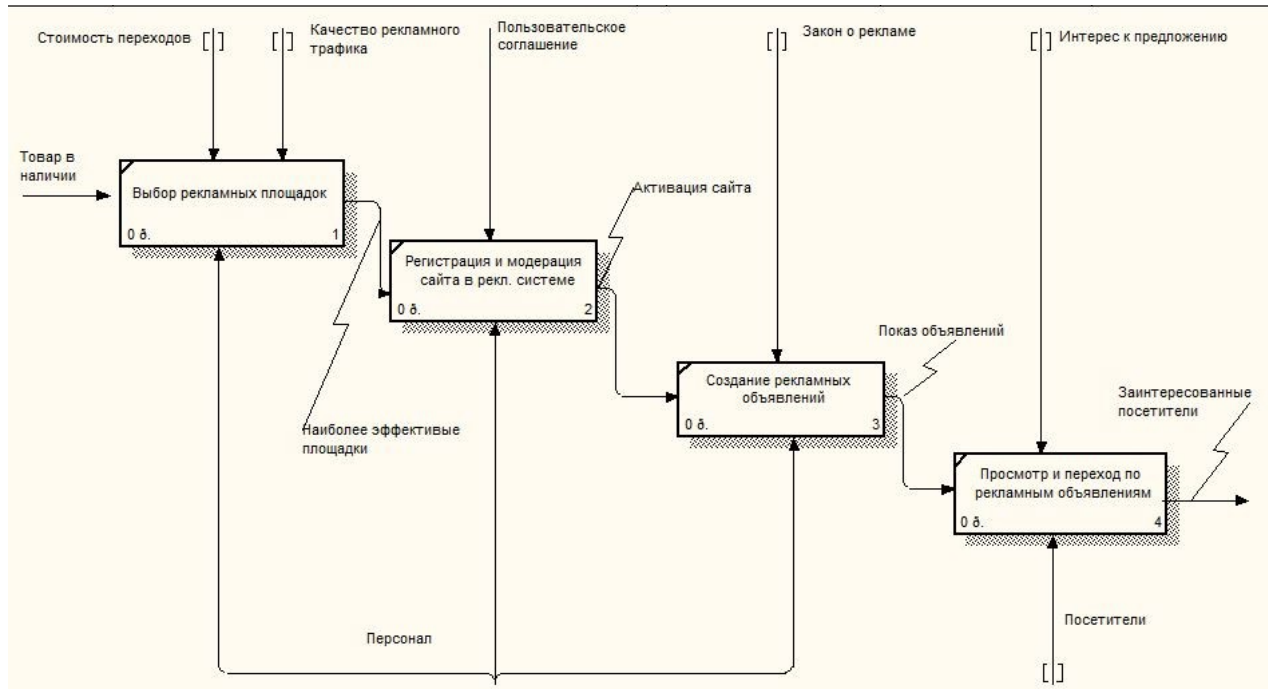 Стоимость переходов
Качество рекламного
трафика
Пользовательское
соглашение
Закон о рекламе
Интерес к предложению
Товар в
наличии
Выбор рекламных площадок
0 ð.
1
Активация сайта
Регистрация и модерация
сайта в рекл. системе
0 ð.
2
Показ объявлений
Создание рекламных
объявлений
0 ð.
3
Заинтересованные
посетители
Наиболее эффективые
площадки
Просмотр и переход по
рекламным объявлениям
0 ð.
4
Персонал
Посетители